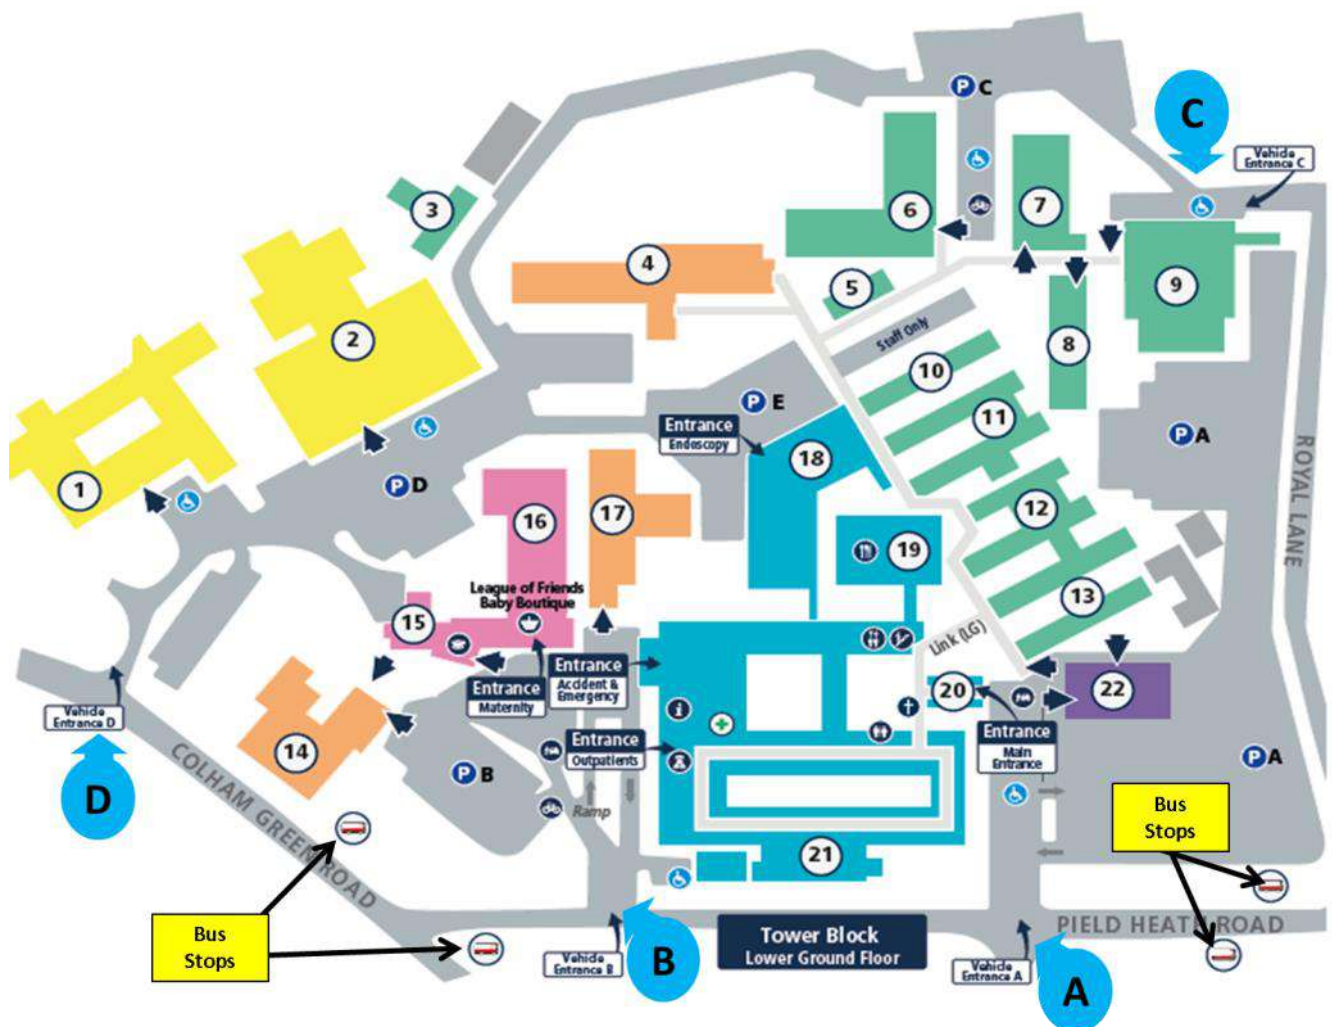 P C
C
Vehicle
Entrance C
3
6
7
4
5
9
2
Staff Only
8
10
P E
11
Entrance
Endoscopy
P A
ROYAL LANE
18
1
P D
16
17
12
19
League of Friends
Baby Boutique
13
15
Link (LG)
Entrance
Accident &
Emergency
Entrance
Maternity
20
22
Vehicle
Entrance D
i
Entrance
Outpatients
Entrance
Main
Entrance
14
P B
P A
D
COLHAM GREEN ROAD
Ramp
Bus
Stops
21
Bus
Stops
Tower Block
Lower Ground Floor
PIELD HEATH ROAD
Vehicle
Entrance B
B
Vehicle
Entrance A
A